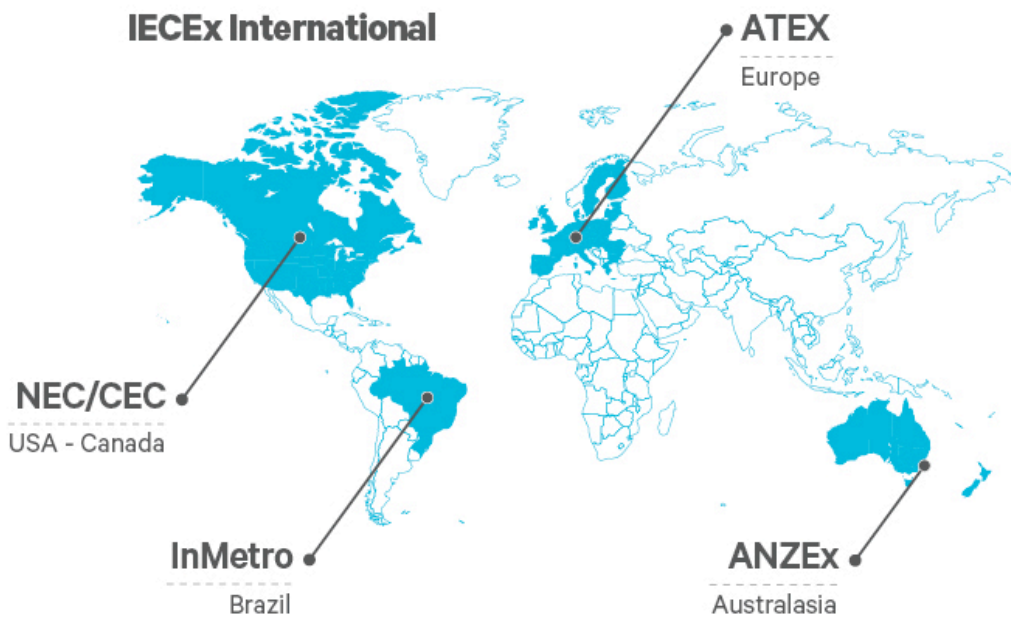 IECEx International
ATEX
Europe
NEC/CEC
USA - Canada
InMetro
Brazil
ANZEx
Australasia